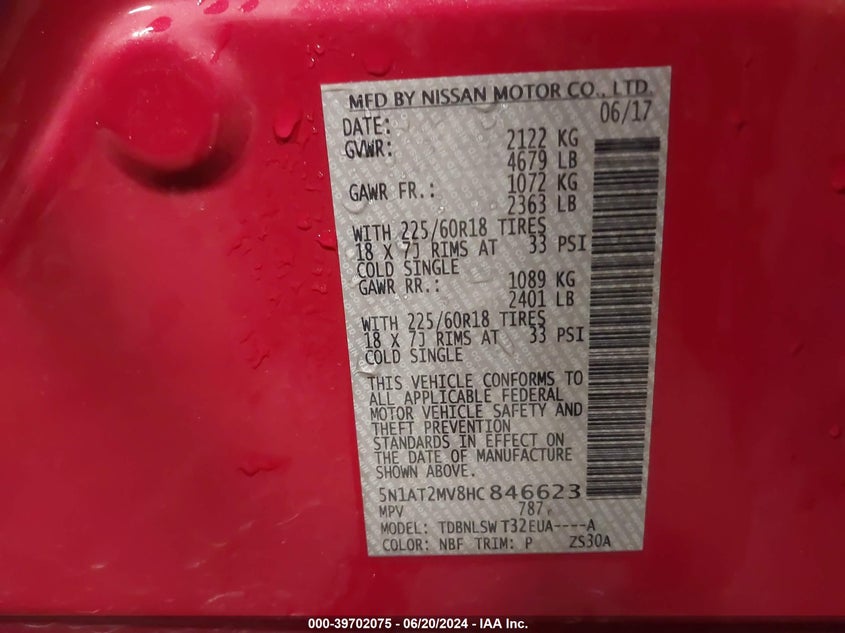 MFD BY NISSAN MOTOR CO., LTD.
DATE: 06/17
GVWR: 2122 KG
4679 LB
GAWR FR.: 1072 KG
2363 LB
WITH 225/60R18 TIRES
18 X 7J RIMS AT 33 PSI
COLD SINGLE
GAWR RR.: 1089 KG
2401 LB
WITH 225/60R18 TIRES
18 X 7J RIMS AT 33 PSI
COLD SINGLE
THIS VEHICLE CONFORMS TO
ALL APPLICABLE FEDERAL
MOTOR VEHICLE SAFETY AND
THEFT PREVENTION
STANDARDS IN EFFECT ON
THE DATE OF MANUFACTURE
SHOWN ABOVE.
5N1AT2MV8HC846623
MPV 787
MODEL: TDBNLSW T32EUA----A
COLOR: NBF TRIM: P ZS30A
000-39702075 - 06/20/2024 - IAA Inc.